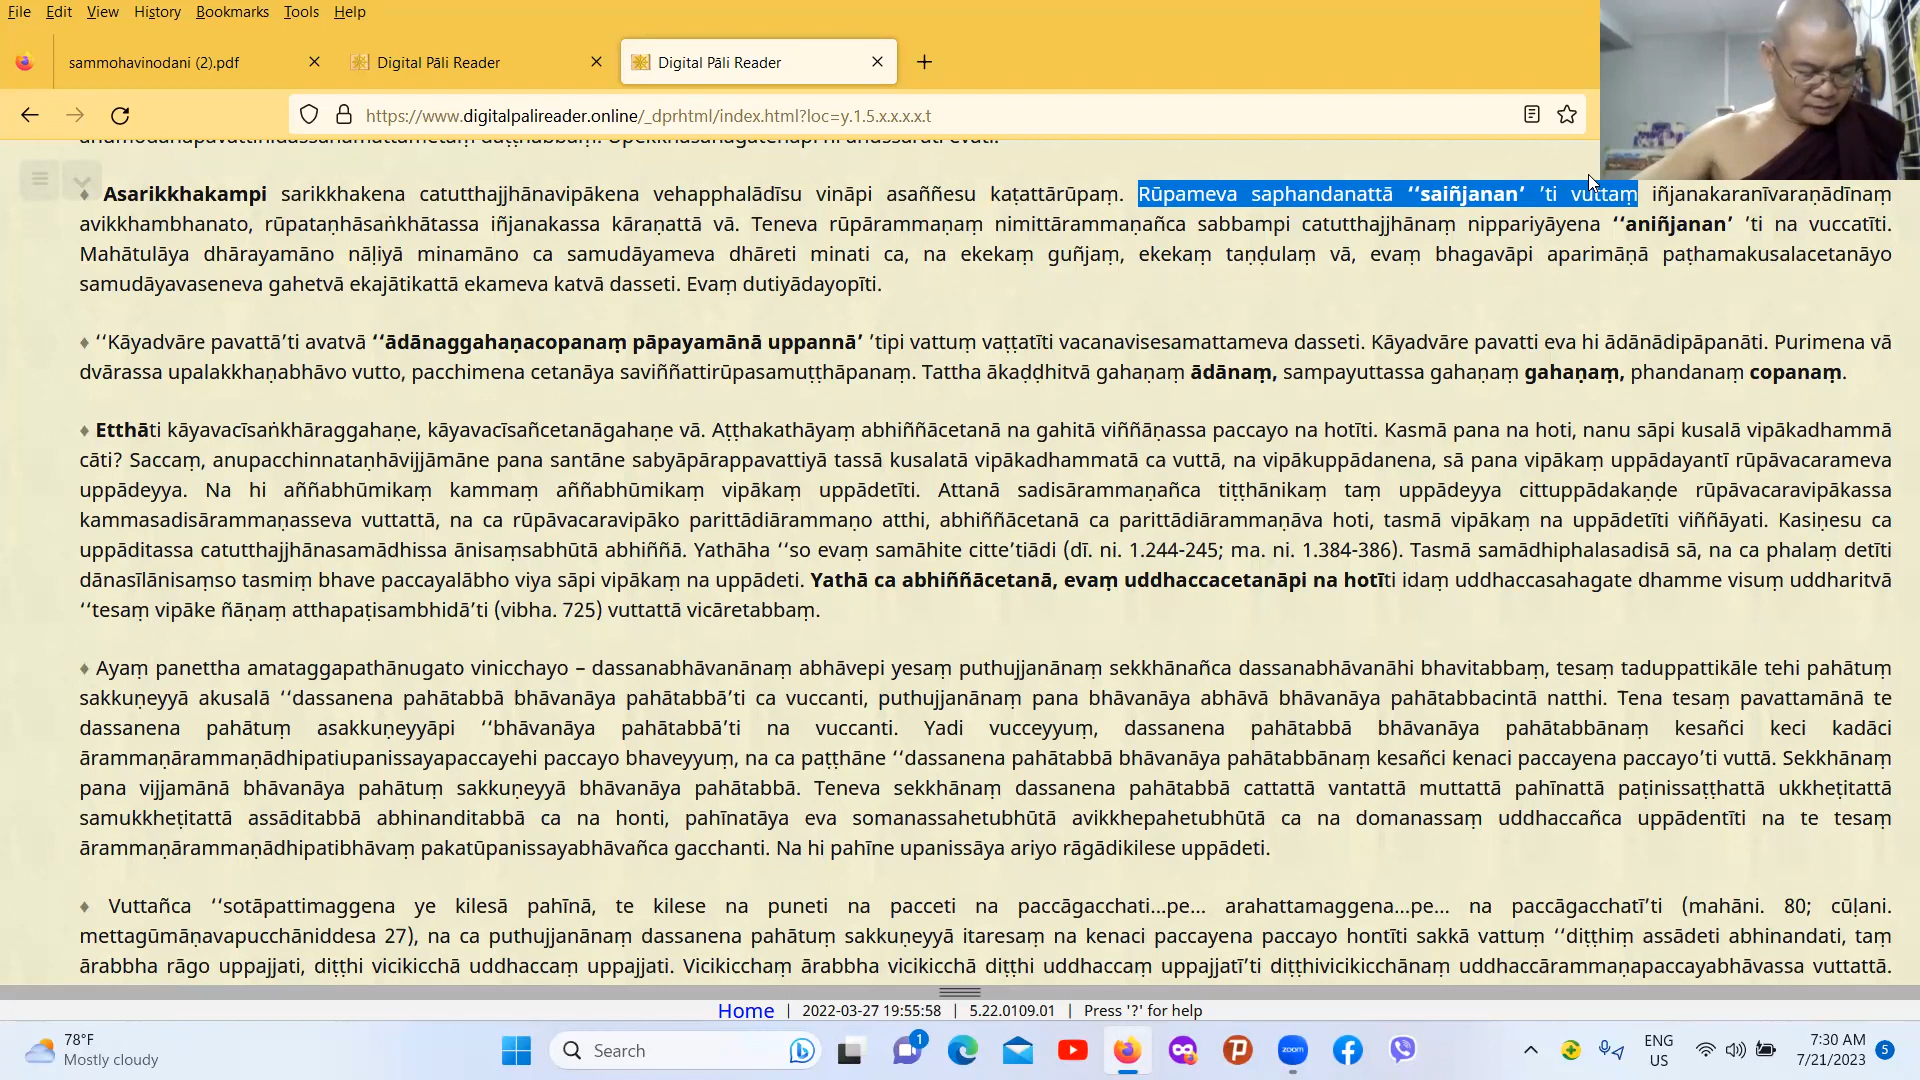 File Edit View History Bookmarks Tools Help
sammohavinodani (2).pdf
Digital Pāli Reader
Digital Pāli Reader
https://www.digitalpalireader.online/_dprhtml/index.html?loc=y.1.5.x.x.x.x.t
♦ Asarikkhakampi sarikkhakena catutthajjhānavipākena vehapphalādīsu vināpi asaññesu kaṭattārūpaṃ. Rūpameva saphandanattā ‘‘saiñjanan’ ’ti vuttaṃ iñjanakaranīvaraṇādīnaṃ
avikkhambhanato, rūpataṇhāsaṅkhātassa iñjanakassa kāraṇattā vā. Teneva rūpārammaṇaṃ nimittārammaṇañca sabbampi catutthajjhānaṃ nippariyāyena ‘‘aniñjanan’ ’ti na vuccatīti.
Mahātulāya dhārayamāno nāḷiyā minamāno ca samudāyameva dhāreti minati ca, na ekekaṃ guñjaṃ, ekekaṃ taṇḍulaṃ vā, evaṃ bhagavāpi aparimāṇā paṭhamakusalacetanāyo
samudāyavaseneva gahetvā ekajātikattā ekameva katvā dasseti. Evaṃ dutiyādayopīti.
♦ ‘‘Kāyadvāre pavattā’ti avatvā ‘‘ādānaggahaṇacopanaṃ pāpayamānā uppannā’ ’tipi vattuṃ vaṭṭatīti vacanavisesamattameva dasseti. Kāyadvāre pavatti eva hi ādānādipāpanāti. Purimena vā
dvārassa upalakkhaṇabhāvo vutto, pacchimena cetanāya saviññattirūpasamuṭṭhāpanaṃ. Tattha ākaḍḍhitvā gahaṇaṃ ādānaṃ, sampayuttassa gahaṇaṃ gahaṇaṃ, phandanaṃ copanaṃ.
♦ Etthāti kāyavacīsaṅkhāraggahaṇe, kāyavacīsañcetanāgahaṇe vā. Aṭṭhakathāyaṃ abhiññācetanā na gahitā viññāṇassa paccayo na hotīti. Kasmā pana na hoti, nanu sāpi kusalā vipākadhammā
cāti? Saccaṃ, anupacchinnataṇhāvijjāmāne pana santāne sabyāpārappavattiyā tassā kusalatā vipākadhammatā ca vuttā, na vipākuppādanena, sā pana vipākaṃ uppādayantī rūpāvacarameva
uppādeyya. Na hi aññabhūmikaṃ kammaṃ aññabhūmikaṃ vipākaṃ uppādetīti. Attanā sadisārammaṇañca tiṭṭhānikaṃ taṃ uppādeyya cittuppādakaṇḍe rūpāvacaravipākassa
kammasadisārammaṇasseva vuttattā, na ca rūpāvacaravipāko parittādiārammaṇo atthi, abhiññācetanā ca parittādiārammaṇāva hoti, tasmā vipākaṃ na uppādetīti viññāyati. Kasiṇesu ca
uppāditassa catutthajjhānasamādhissa ānisaṃsabhūtā abhiññā. Yathāha ‘‘so evaṃ samāhite citte’tiādi (dī. ni. 1.244-245; ma. ni. 1.384-386). Tasmā samādhiphalasadisā sā, na ca phalaṃ detīti
dānasīlānisaṃso tasmiṃ bhave paccayalābho viya sāpi vipākaṃ na uppādeti. Yathā ca abhiññācetanā, evaṃ uddhaccacetanāpi na hotīti idaṃ uddhaccasahagate dhamme visuṃ uddharitvā
‘‘tesaṃ vipāke ñāṇaṃ atthapaṭisambhidā’ti (vibha. 725) vuttattā vicāretabbaṃ.
♦ Ayaṃ panettha amataggapathānugato vinicchayo – dassanabhāvanānaṃ abhāvepi yesaṃ puthujjanānaṃ sekkhānañca dassanabhāvanāhi bhavitabbaṃ, tesaṃ taduppattikāle tehi pahātuṃ
sakkuṇeyyā akusalā ‘‘dassanena pahātabbā bhāvanāya pahātabbā’ti ca vuccanti, puthujjanānaṃ pana bhāvanāya abhāvā bhāvanāya pahātabbacintā natthi. Tena tesaṃ pavattamānā te
dassanena pahātuṃ asakkuṇeyyāpi ‘‘bhāvanāya pahātabbā’ti na vuccanti. Yadi vucceyyuṃ, dassanena pahātabbā bhāvanāya pahātabbānaṃ kesañci keci kadāci
ārammaṇārammaṇādhipatiupanissayapaccayehi paccayo bhaveyyuṃ, na ca paṭṭhāne ‘‘dassanena pahātabbā bhāvanāya pahātabbānaṃ kesañci kenaci paccayena paccayo’ti vuttā. Sekkhānaṃ
pana vijjamānā bhāvanāya pahātuṃ sakkuṇeyyā bhāvanāya pahātabbā. Teneva sekkhānaṃ dassanena pahātabbā cattattā vantattā muttattā pahīnattā paṭinissaṭṭhattā ukkheṭitattā
samukkheṭitattā assāditabbā abhinanditabbā ca na honti, pahīnatāya eva somanassahetubhūtā avikkhepahetubhūtā ca na domanassaṃ uddhaccañca uppādentīti na te tesaṃ
ārammaṇārammaṇādhipatibhāvaṃ pakatūpanissayabhāvañca gacchanti. Na hi pahīne upanissāya ariyo rāgādikilese uppādeti.
♦ Vuttañca ‘‘sotāpattimaggena ye kilesā pahīnā, te kilese na puneti na pacceti na paccāgacchati…pe… arahattamaggena…pe… na paccāgacchatī’ti (mahāni. 80; cūḷani.
mettagūmāṇavapucchāniddesa 27), na ca puthujjanānaṃ dassanena pahātuṃ sakkuṇeyyā itaresaṃ na kenaci paccayena paccayo hontīti sakkā vattuṃ ‘‘diṭṭhiṃ assādeti abhinandati, taṃ
ārabbha rāgo uppajjati, diṭṭhi vicikicchā uddhaccaṃ uppajjati. Vicikicchaṃ ārabbha vicikicchā diṭṭhi uddhaccaṃ uppajjatī’ti diṭṭhivicikicchānaṃ uddhaccārammaṇapaccayabhāvassa vuttattā.
Home | 2022-03-27 19:55:58 | 5.22.0109.01 | Press '?' for help
78°F
Mostly cloudy
Search
1
zoom
ENG
US
7:30 AM
7/21/2023
5